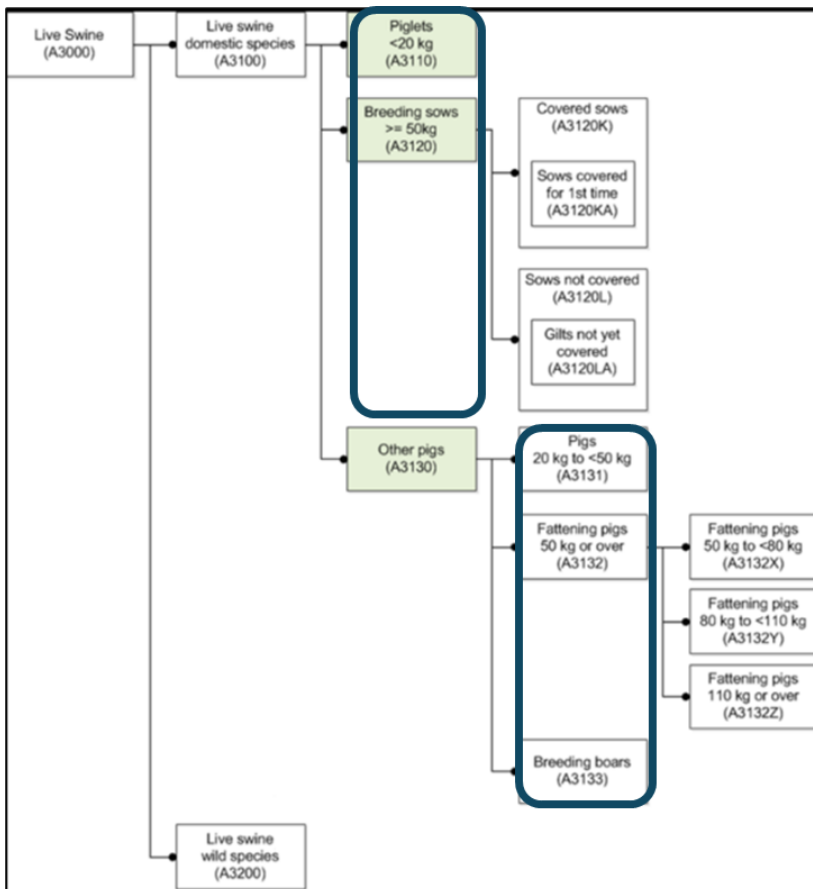 Live Swine
(A3000)
Live swine
domestic species
(A3100)
Piglets
<20 kg
(A3110)
Breeding sows
>= 50kg
(A3120)
Covered sows
(A3120K)
Sows covered
for 1st time
(A3120KA)
Sows not covered
(A3120L)
Gilts not yet
covered
(A3120LA)
Other pigs
(A3130)
Pigs
20 kg to <50 kg
(A3131)
Fattening pigs
50 kg or over
(A3132)
Fattening pigs
50 kg to <80 kg
(A3132X)
Fattening pigs
80 kg to <110 kg
(A3132Y)
Fattening pigs
110 kg or over
(A3132Z)
Breeding boars
(A3133)
Live swine
wild species
(A3200)